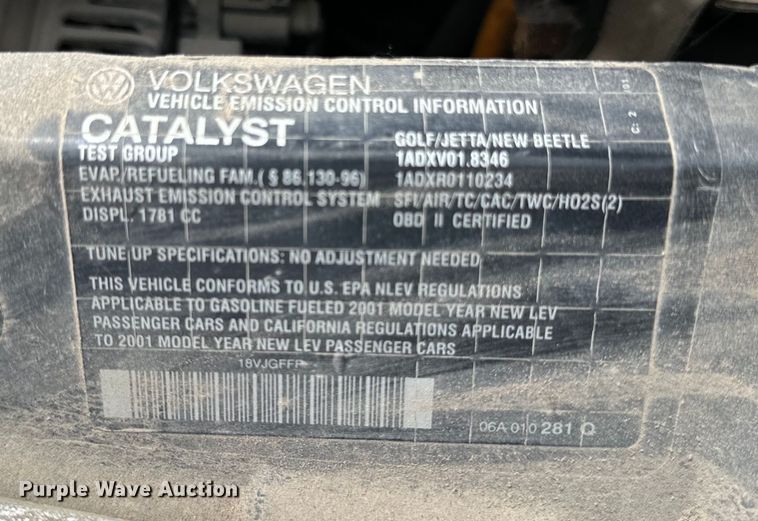 VOLKSWAGEN
VEHICLE EMISSION CONTROL INFORMATION
CATALYST GOLF/JETTA/NEW BEETLE
TEST GROUP 1ADXV01.8346
EVAP/REFUELING FAM.( § 86.130-96) 1ADXR0110234
EXHAUST EMISSION CONTROL SYSTEM SFI/AIR/TC/CAC/TWC/HO2S(2)
DISPL. 1781 CC OBD II CERTIFIED
TUNE UP SPECIFICATIONS: NO ADJUSTMENT NEEDED
THIS VEHICLE CONFORMS TO U.S. EPA NLEV REGULATIONS
APPLICABLE TO GASOLINE FUELED 2001 MODEL YEAR NEW LEV
PASSENGER CARS AND CALIFORNIA REGULATIONS APPLICABLE
TO 2001 MODEL YEAR NEW LEV PASSENGER CARS
18VJGFFP
06A 010 281 Q
Purple Wave Auction